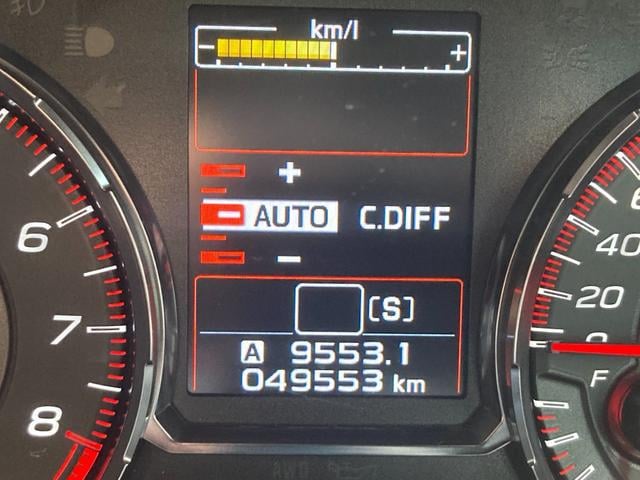 km/l
− +
+
AUTO C.DIFF
−
[S]
A 9553.1
049553 km
6
7
8
40
20
0
F